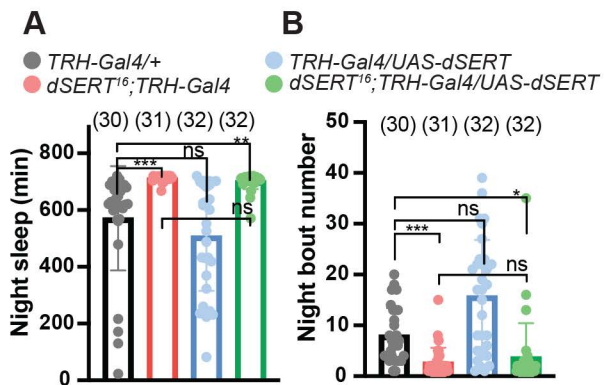 A
B
TRH-Gal4/+
TRH-Gal4/UAS-dSERT
dSERT¹⁶;TRH-Gal4
dSERT¹⁶;TRH-Gal4/UAS-dSERT
(30) (31) (32) (32)
**
ns
***
ns
800
600
400
200
0
Night sleep (min)
(30) (31) (32) (32)
*
ns
***
ns
50
40
30
20
10
0
Night bout number